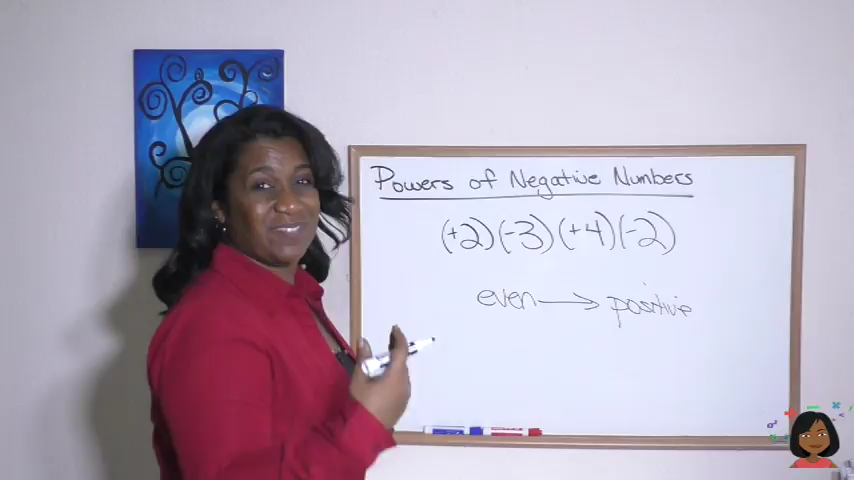 Powers of Negative Numbers
(+2)(-3)(+4)(-2)
even → positive